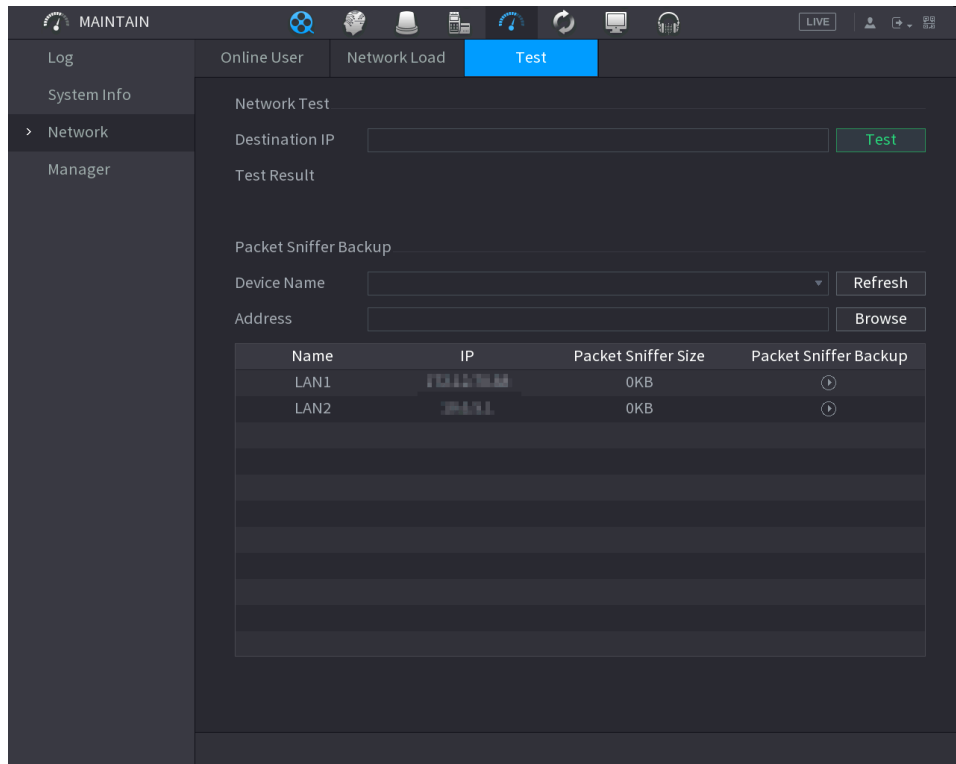 MAINTAIN LIVE
Log
System Info
Network
Manager
Online User Network Load Test
Network Test
Destination IP Test
Test Result
Packet Sniffer Backup
Device Name Refresh
Address Browse
Name IP Packet Sniffer Size Packet Sniffer Backup
LAN1 0KB
LAN2 0KB